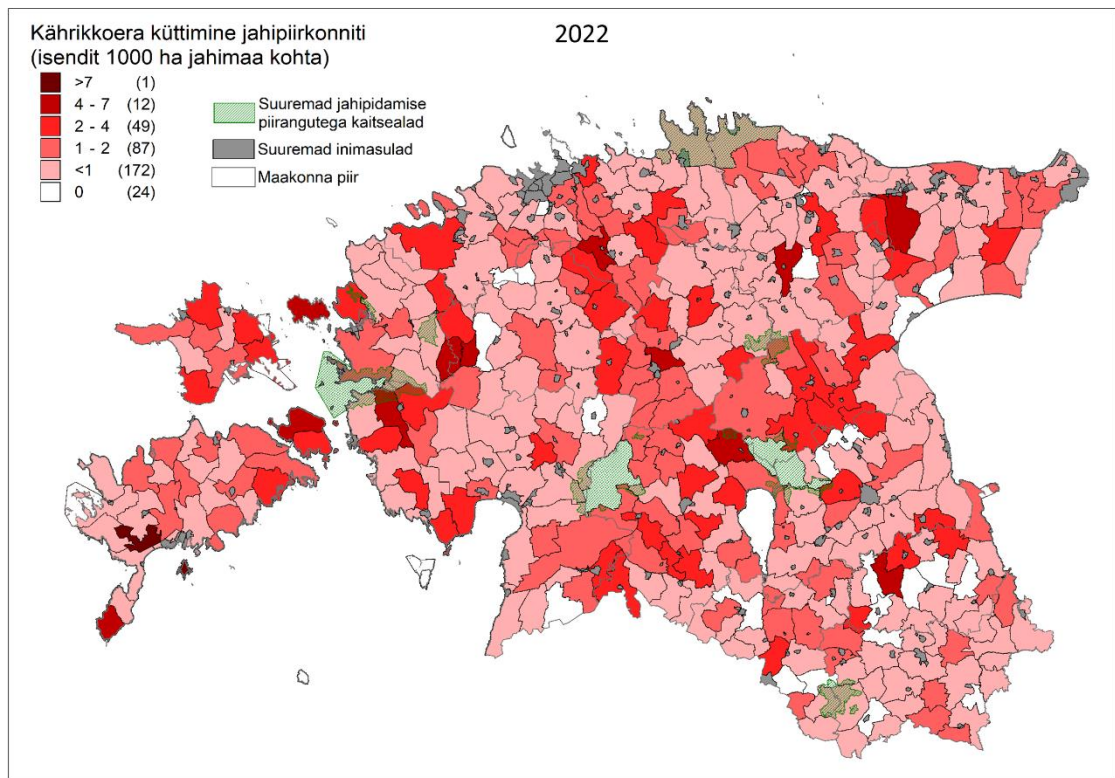 Kährikkoera küttimine jahipiirkonniti
(isendit 1000 ha jahimaa kohta)
2022
>7 (1)
4 - 7 (12)
2 - 4 (49)
1 - 2 (87)
<1 (172)
0 (24)
Suuremad jahipidamise
piirangutega kaitsealad
Suuremad inimasulad
Maakonna piir